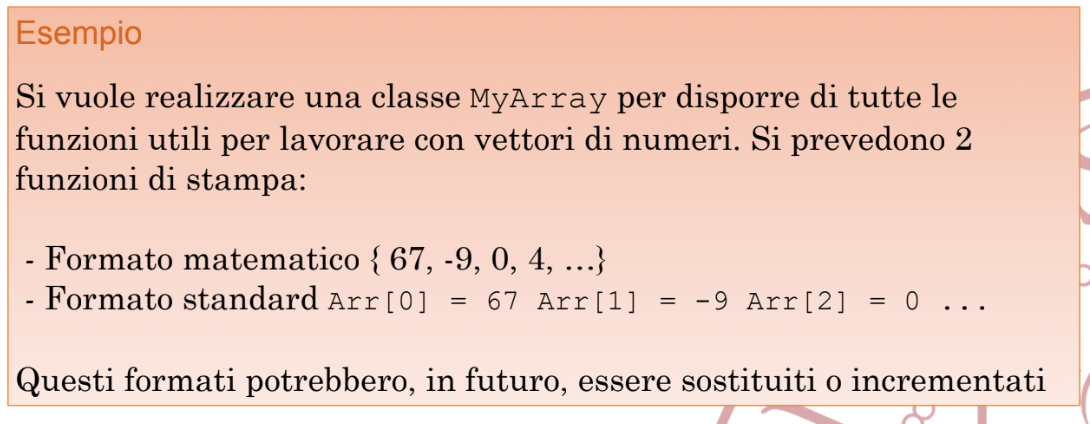 Esempio
Si vuole realizzare una classe MyArray per disporre di tutte le
funzioni utili per lavorare con vettori di numeri. Si prevedono 2
funzioni di stampa:
- Formato matematico { 67, -9, 0, 4, …}
- Formato standard Arr[0] = 67 Arr[1] = -9 Arr[2] = 0 ...
Questi formati potrebbero, in futuro, essere sostituiti o incrementati